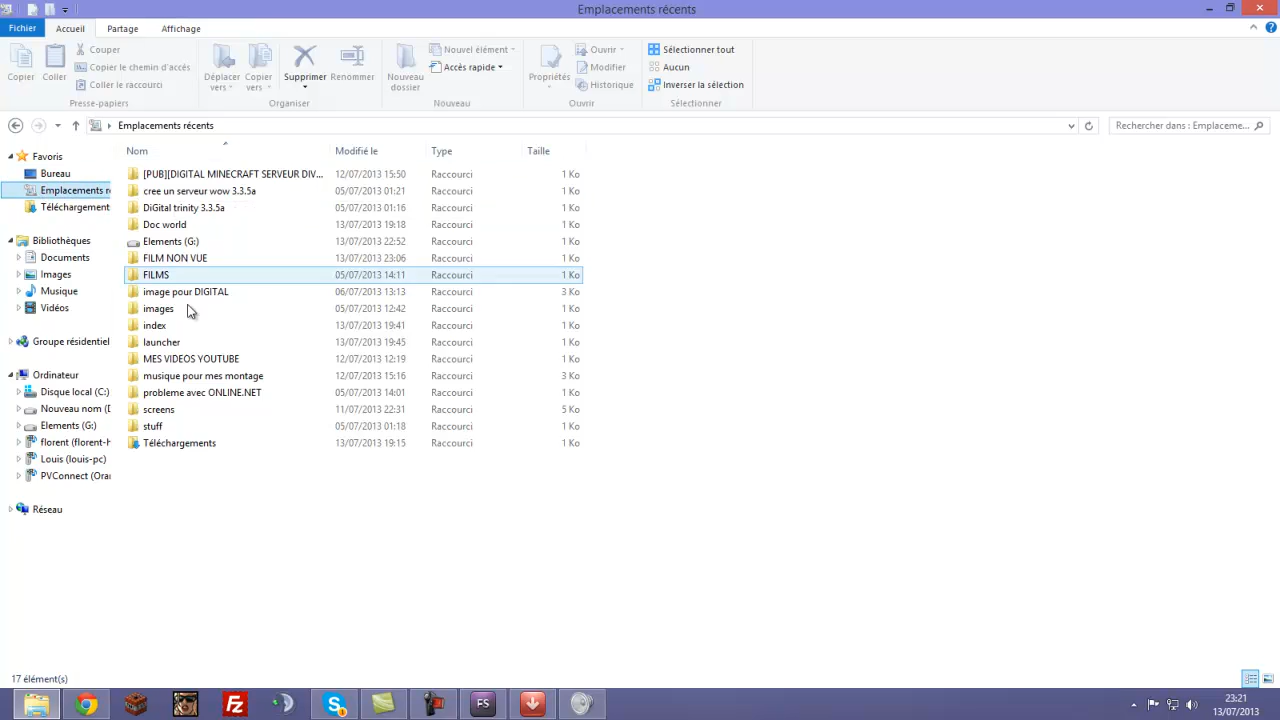 Emplacements récents
Fichier Accueil Partage Affichage
Copier
Coller
Couper
Copier le chemin d'accès
Coller le raccourci
Presse-papiers
Déplacer vers
Copier vers
Supprimer
Renommer
Organiser
Nouveau dossier
Nouvel élément
Accès rapide
Nouveau
Propriétés
Ouvrir
Modifier
Historique
Ouvrir
Sélectionner tout
Aucun
Inverser la sélection
Sélectionner
Emplacements récents
Rechercher dans : Emplaceme...
Favoris
Bureau
Emplacements r
Téléchargement
Bibliothèques
Documents
Images
Musique
Vidéos
Groupe résidentiel
Ordinateur
Disque local (C:)
Nouveau nom (D
Elements (G:)
florent (florent-h
Louis (louis-pc)
PVConnect (Ora
Réseau
Nom Modifié le Type Taille
[PUB][DIGITAL MINECRAFT SERVEUR DIV... 12/07/2013 15:50 Raccourci 1 Ko
cree un serveur wow 3.3.5a 05/07/2013 01:21 Raccourci 1 Ko
DiGital trinity 3.3.5a 05/07/2013 01:16 Raccourci 1 Ko
Doc world 13/07/2013 19:18 Raccourci 1 Ko
Elements (G:) 13/07/2013 22:52 Raccourci 1 Ko
FILM NON VUE 13/07/2013 23:06 Raccourci 1 Ko
FILMS 05/07/2013 14:11 Raccourci 1 Ko
image pour DIGITAL 06/07/2013 13:13 Raccourci 3 Ko
images 05/07/2013 12:42 Raccourci 1 Ko
index 13/07/2013 19:41 Raccourci 1 Ko
launcher 13/07/2013 19:45 Raccourci 1 Ko
MES VIDEOS YOUTUBE 12/07/2013 12:19 Raccourci 1 Ko
musique pour mes montage 12/07/2013 15:16 Raccourci 3 Ko
probleme avec ONLINE.NET 05/07/2013 14:01 Raccourci 1 Ko
screens 11/07/2013 22:31 Raccourci 5 Ko
stuff 05/07/2013 01:18 Raccourci 1 Ko
Téléchargements 13/07/2013 19:15 Raccourci 1 Ko
17 élément(s)
FS
23:21
13/07/2013